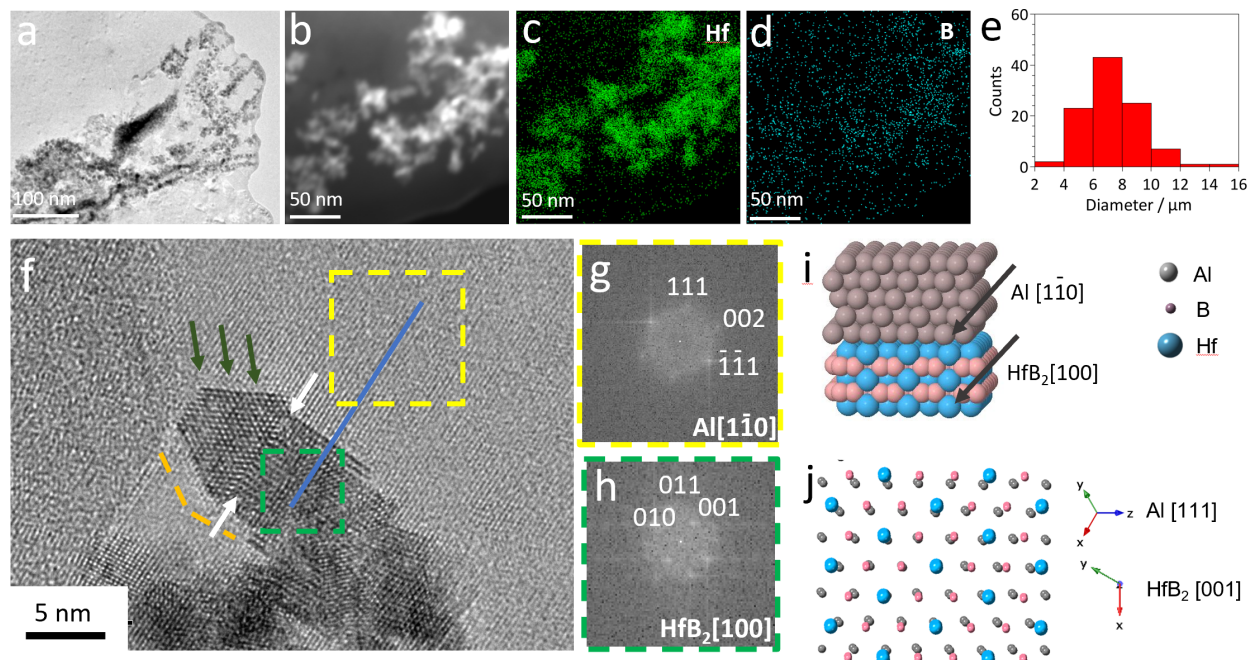 a
100 nm
b
50 nm
c
Hf
50 nm
d
B
50 nm
e
60
40
20
0
Counts
2 4 6 8 10 12 14 16
Diameter / µm
f
5 nm
g
111
002
1̄1̄1
Al[11̄0]
h
011
010 001
HfB₂[100]
i
Al [11̄0]
HfB₂[100]
Al
B
Hf
j
y
z
x
Al [111]
y
z
x
HfB₂ [001]